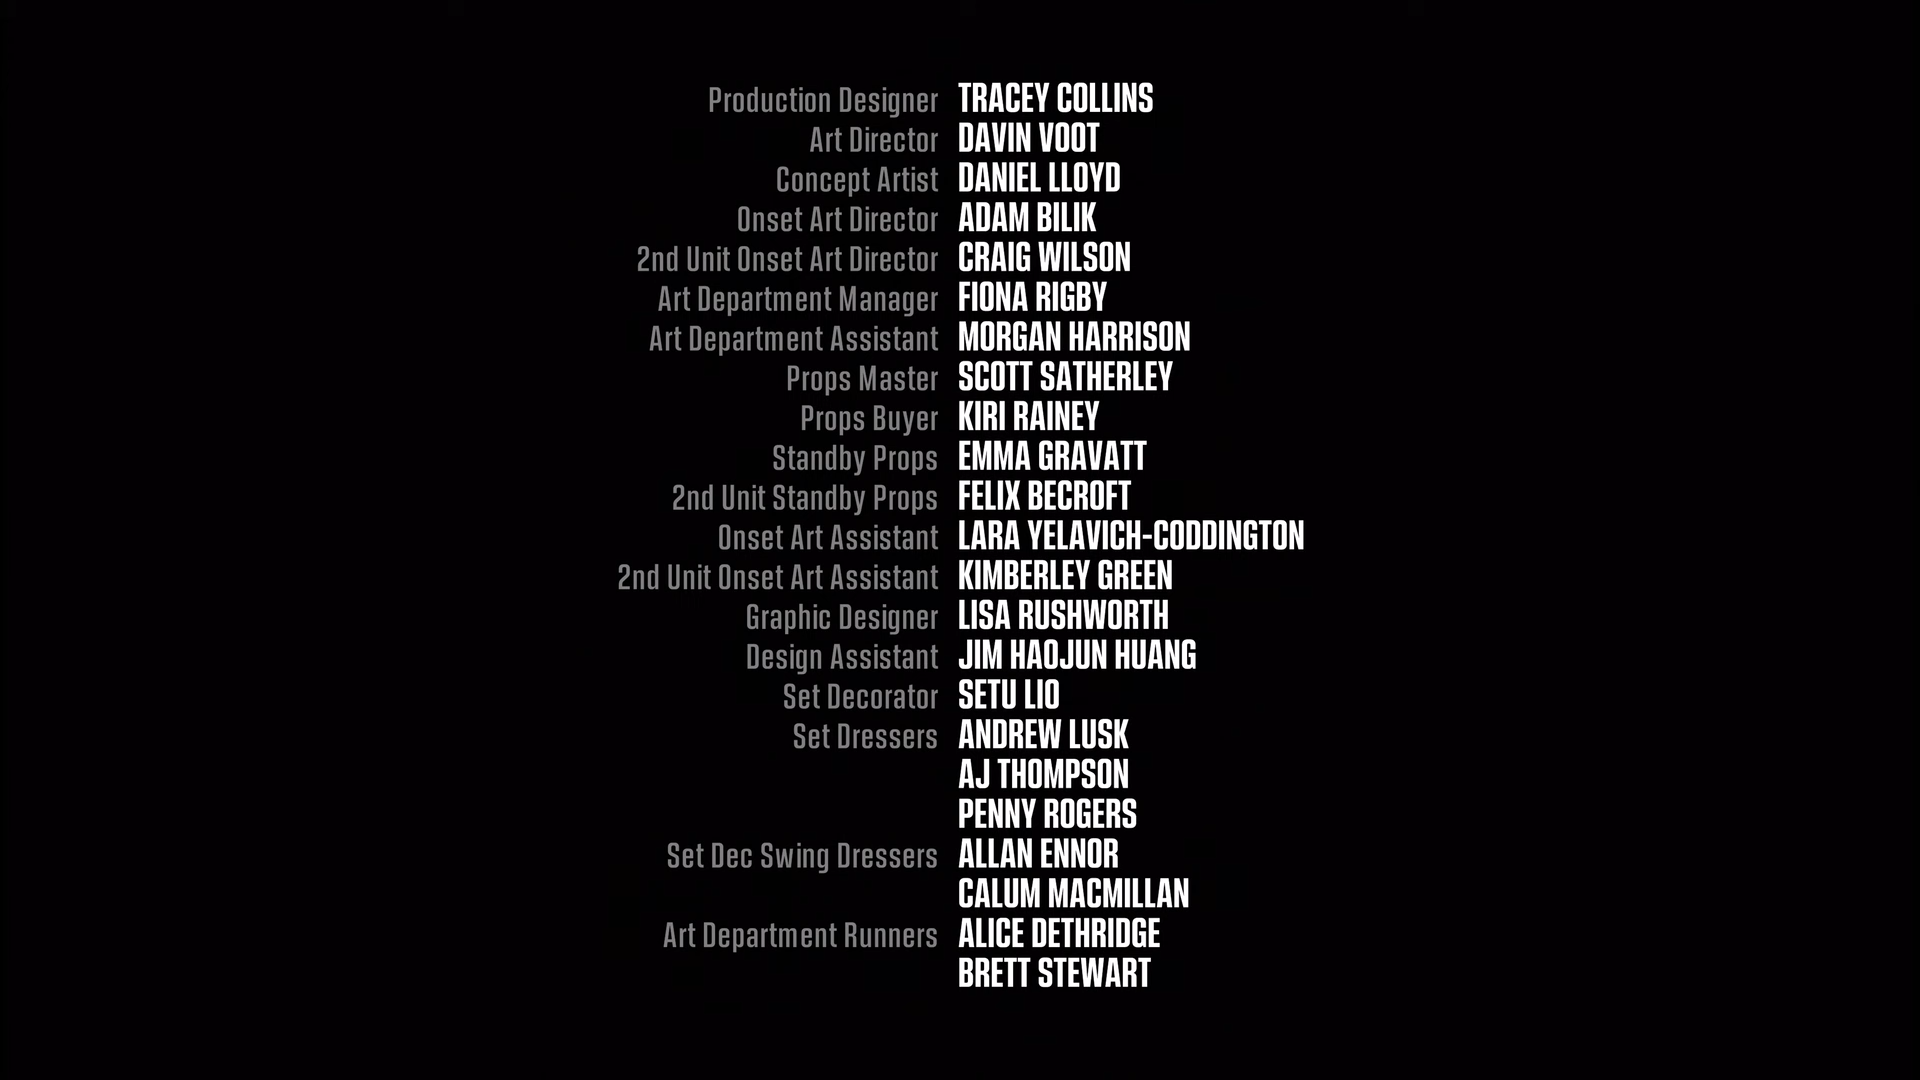 Production Designer TRACEY COLLINS
Art Director DAVIN VOOT
Concept Artist DANIEL LLOYD
Onset Art Director ADAM BILIK
2nd Unit Onset Art Director CRAIG WILSON
Art Department Manager FIONA RIGBY
Art Department Assistant MORGAN HARRISON
Props Master SCOTT SATHERLEY
Props Buyer KIRI RAINEY
Standby Props EMMA GRAVATT
2nd Unit Standby Props FELIX BECROFT
Onset Art Assistant LARA YELAVICH-CODDINGTON
2nd Unit Onset Art Assistant KIMBERLEY GREEN
Graphic Designer LISA RUSHWORTH
Design Assistant JIM HAOJUN HUANG
Set Decorator SETU LIO
Set Dressers ANDREW LUSK
AJ THOMPSON
PENNY ROGERS
Set Dec Swing Dressers ALLAN ENNOR
CALUM MACMILLAN
Art Department Runners ALICE DETHRIDGE
BRETT STEWART